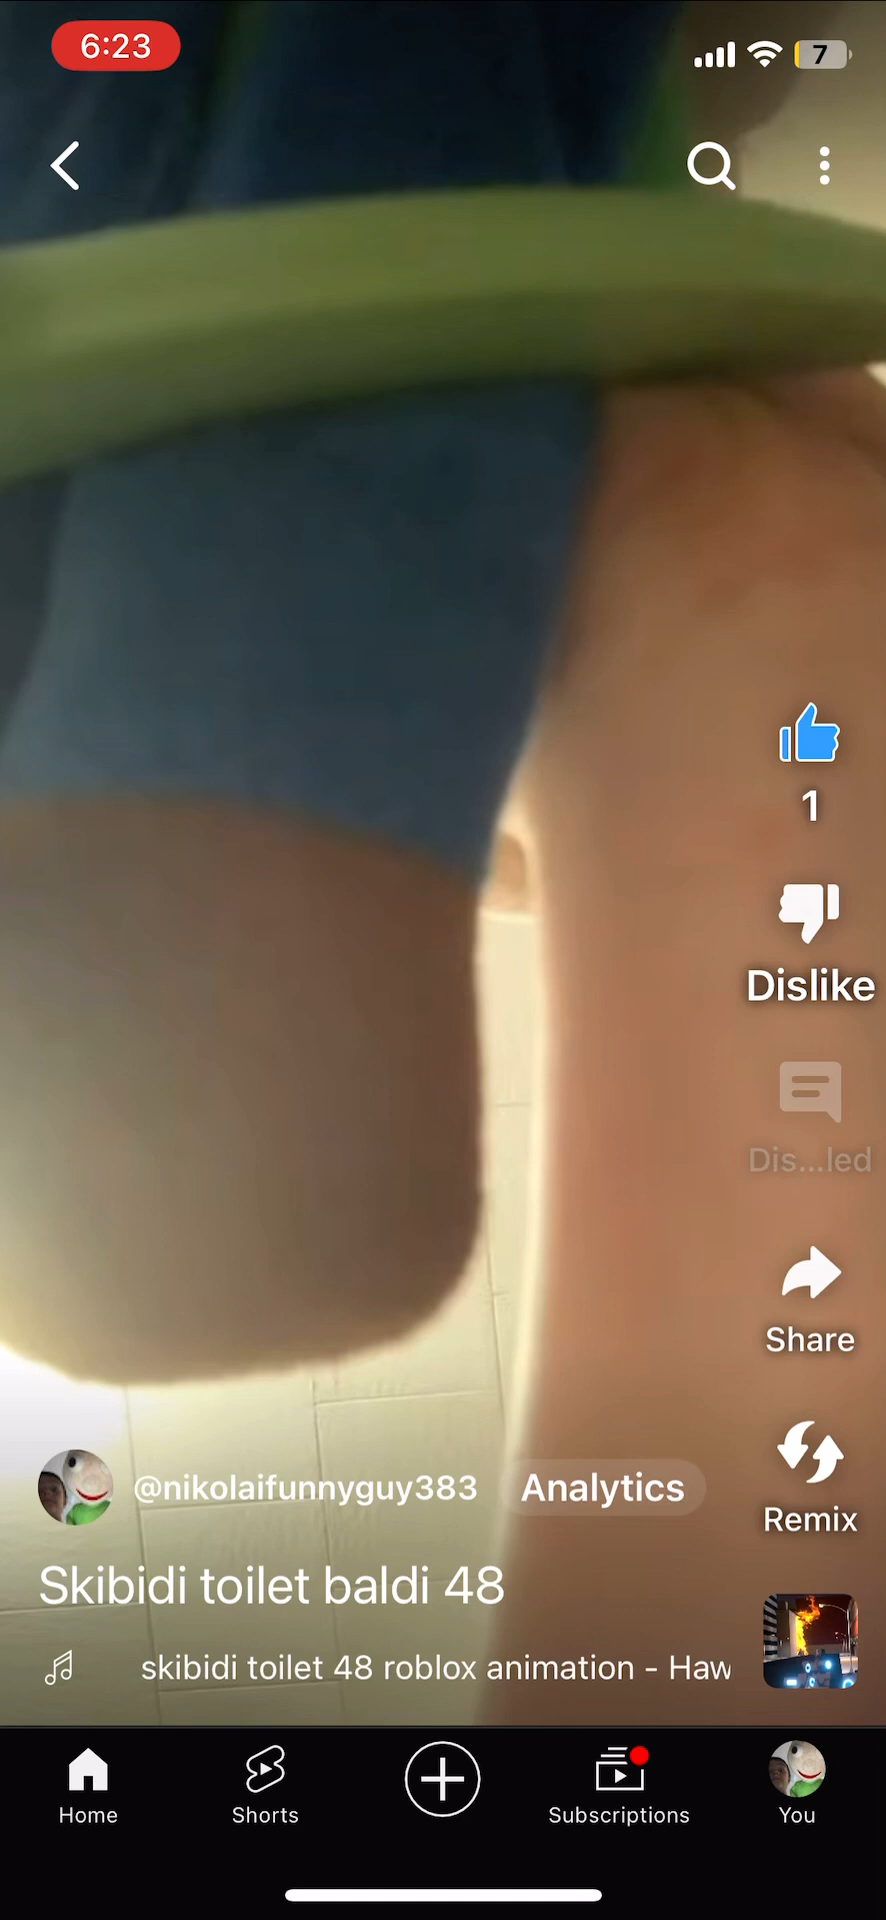 6:23
7
1
Dislike
Dis...led
Share
@nikolaifunnyguy383 Analytics
Remix
Skibidi toilet baldi 48
skibidi toilet 48 roblox animation - Haw
Home
Shorts
Subscriptions
You